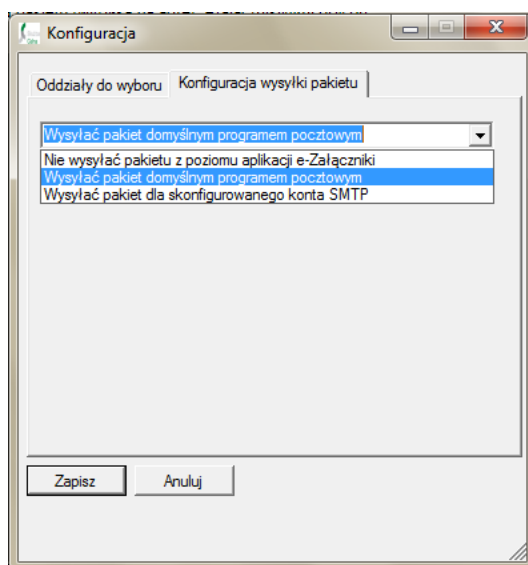 Konfiguracja
Oddziały do wyboru
Konfiguracja wysyłki pakietu
Wysyłać pakiet domyślnym programem pocztowym
Nie wysyłać pakietu z poziomu aplikacji e-Załączniki
Wysyłać pakiet domyślnym programem pocztowym
Wysyłać pakiet dla skonfigurowanego konta SMTP
Zapisz
Anuluj